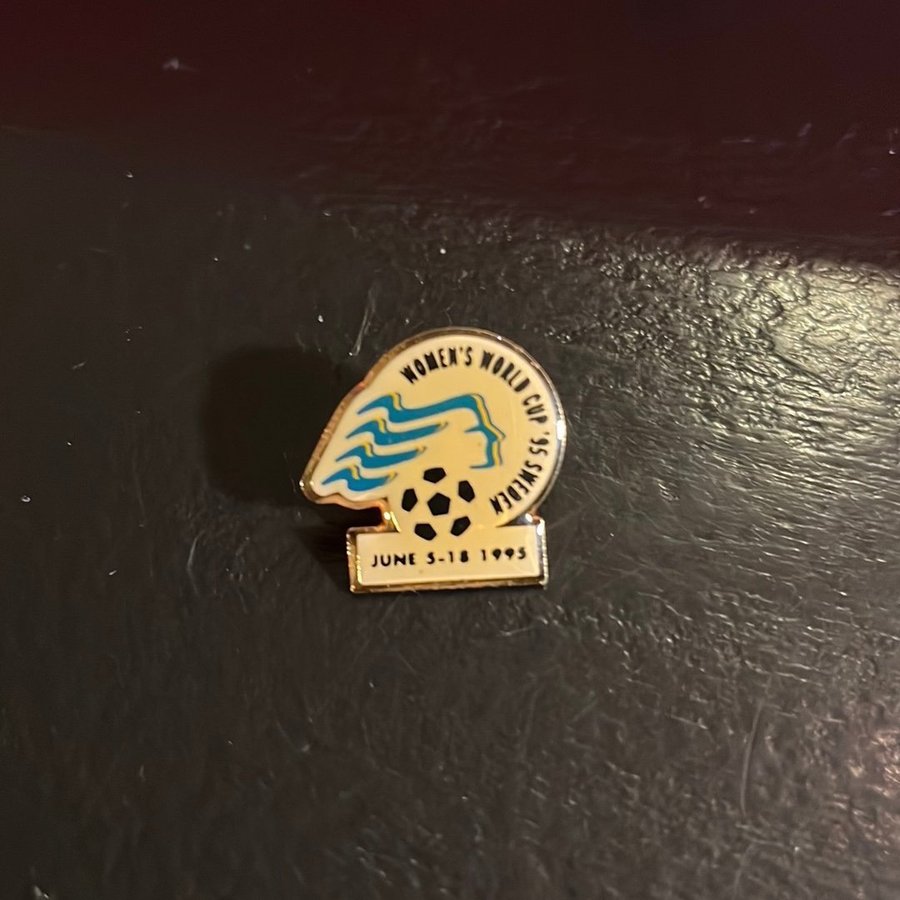 WOMEN'S WORLD CUP '95 SWEDEN
JUNE 5-18 1995